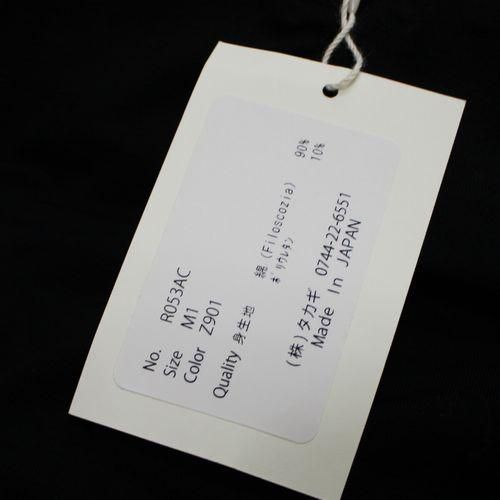 No. R053AC
Size M1
Color Z901
Quality 身生地
綿 (Filoscozia) 90%
ポリウレタン 10%
(株)タカギ 0744-22-6551
Made In JAPAN